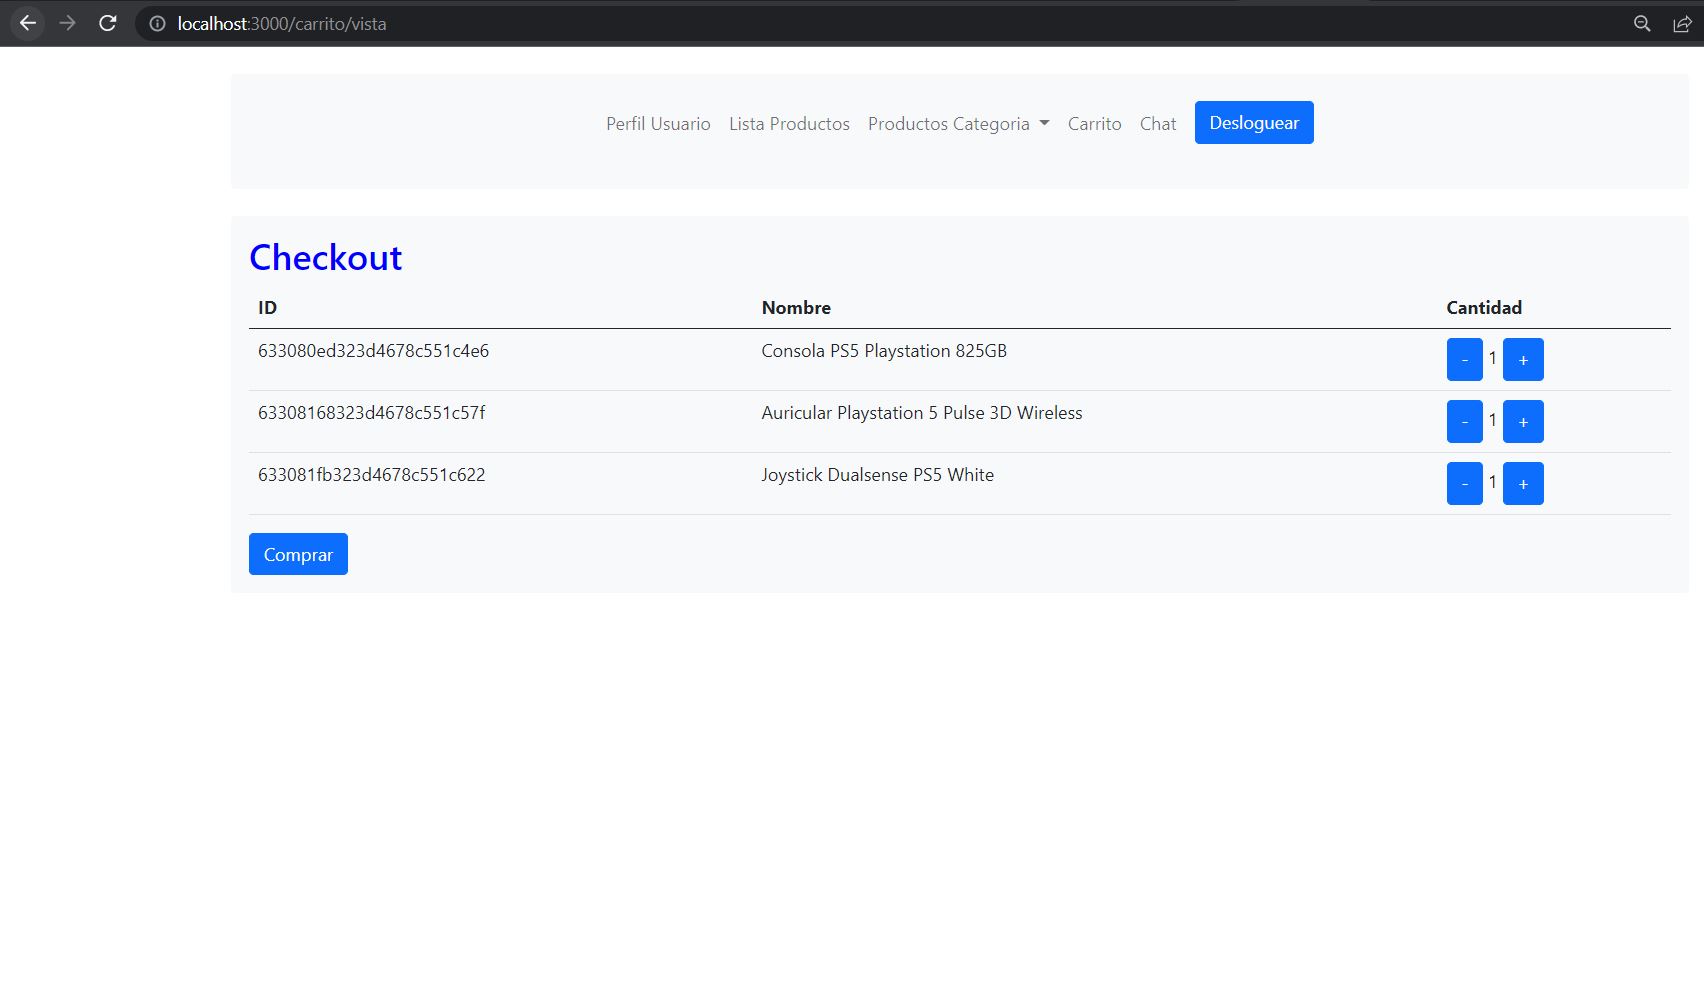 localhost:3000/carrito/vista
Perfil Usuario Lista Productos Productos Categoria Carrito Chat Desloguear
Checkout
ID Nombre Cantidad
633080ed323d4678c551c4e6 Consola PS5 Playstation 825GB - 1 +
63308168323d4678c551c57f Auricular Playstation 5 Pulse 3D Wireless - 1 +
633081fb323d4678c551c622 Joystick Dualsense PS5 White - 1 +
Comprar